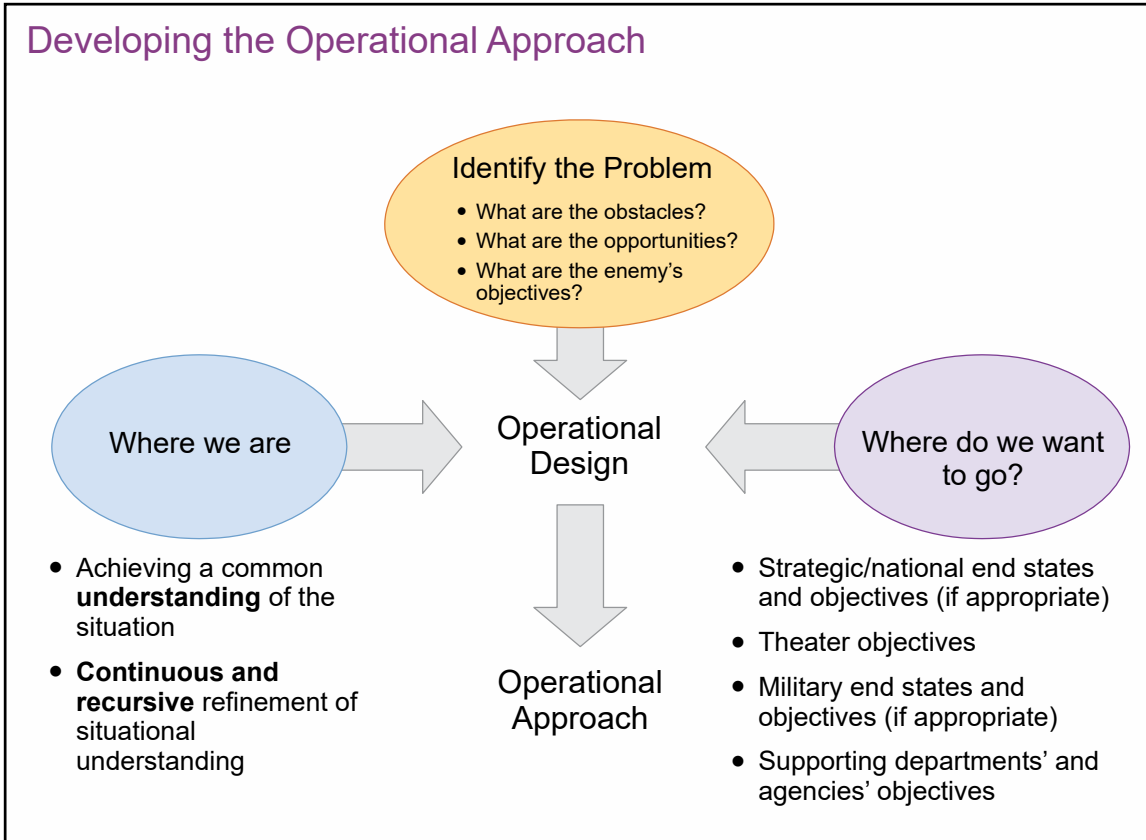 Developing the Operational Approach
Identify the Problem
• What are the obstacles?
• What are the opportunities?
• What are the enemy’s
objectives?
Where we are
Operational
Design
Where do we want
to go?
• Achieving a common
understanding of the
situation
• Continuous and
recursive refinement of
situational
understanding
Operational
Approach
• Strategic/national end states
and objectives (if appropriate)
• Theater objectives
• Military end states and
objectives (if appropriate)
• Supporting departments’ and
agencies’ objectives